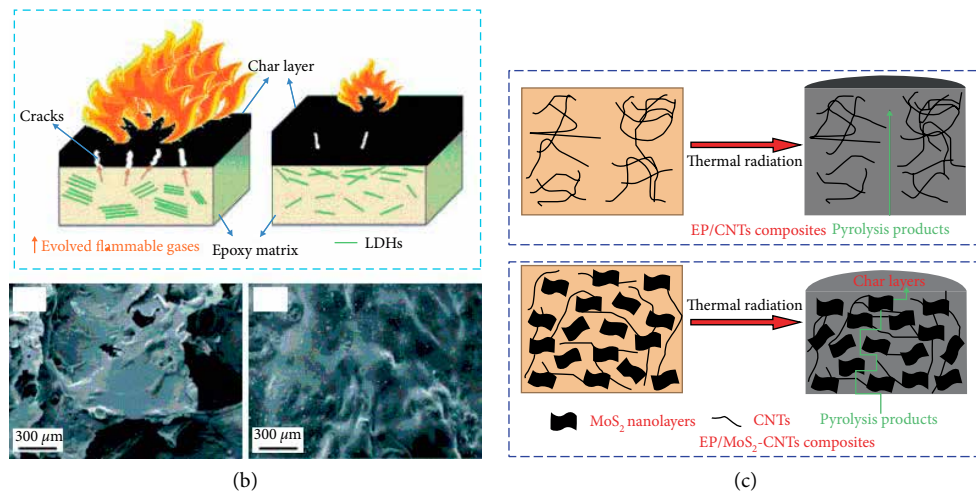 Char layer
Cracks
Epoxy matrix
Evolved flammable gases
LDHs
300 μm
300 μm
(b)
Thermal radiation
EP/CNTs composites
Pyrolysis products
Char layers
Thermal radiation
MoS2 nanolayers
CNTs
Pyrolysis products
EP/MoS2-CNTs composites
(c)